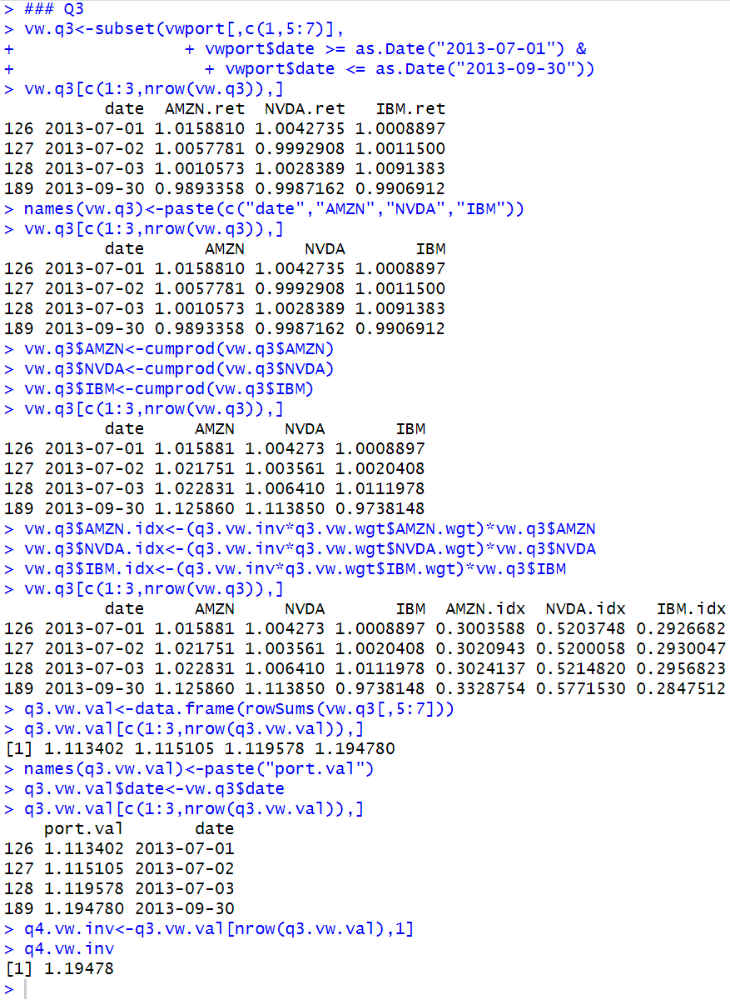 > ### Q3
> vw.q3<-subset(vwport[,c(1,5:7)],
+                 + vwport$date >= as.Date("2013-07-01") &
+                   + vwport$date <= as.Date("2013-09-30"))
> vw.q3[c(1:3,nrow(vw.q3)),]
          date  AMZN.ret  NVDA.ret   IBM.ret
126 2013-07-01 1.0158810 1.0042735 1.0008897
127 2013-07-02 1.0057781 0.9992908 1.0011500
128 2013-07-03 1.0010573 1.0028389 1.0091383
189 2013-09-30 0.9893358 0.9987162 0.9906912
> names(vw.q3)<-paste(c("date","AMZN","NVDA","IBM"))
> vw.q3[c(1:3,nrow(vw.q3)),]
          date      AMZN      NVDA       IBM
126 2013-07-01 1.0158810 1.0042735 1.0008897
127 2013-07-02 1.0057781 0.9992908 1.0011500
128 2013-07-03 1.0010573 1.0028389 1.0091383
189 2013-09-30 0.9893358 0.9987162 0.9906912
> vw.q3$AMZN<-cumprod(vw.q3$AMZN)
> vw.q3$NVDA<-cumprod(vw.q3$NVDA)
> vw.q3$IBM<-cumprod(vw.q3$IBM)
> vw.q3[c(1:3,nrow(vw.q3)),]
          date     AMZN     NVDA       IBM
126 2013-07-01 1.015881 1.004273 1.0008897
127 2013-07-02 1.021751 1.003561 1.0020408
128 2013-07-03 1.022831 1.006410 1.0111978
189 2013-09-30 1.125860 1.113850 0.9738148
> vw.q3$AMZN.idx<-(q3.vw.inv*q3.vw.wgt$AMZN.wgt)*vw.q3$AMZN
> vw.q3$NVDA.idx<-(q3.vw.inv*q3.vw.wgt$NVDA.wgt)*vw.q3$NVDA
> vw.q3$IBM.idx<-(q3.vw.inv*q3.vw.wgt$IBM.wgt)*vw.q3$IBM
> vw.q3[c(1:3,nrow(vw.q3)),]
          date     AMZN     NVDA       IBM  AMZN.idx  NVDA.idx   IBM.idx
126 2013-07-01 1.015881 1.004273 1.0008897 0.3003588 0.5203748 0.2926682
127 2013-07-02 1.021751 1.003561 1.0020408 0.3020943 0.5200058 0.2930047
128 2013-07-03 1.022831 1.006410 1.0111978 0.3024137 0.5214820 0.2956823
189 2013-09-30 1.125860 1.113850 0.9738148 0.3328754 0.5771530 0.2847512
> q3.vw.val<-data.frame(rowSums(vw.q3[,5:7]))
> q3.vw.val[c(1:3,nrow(q3.vw.val)),]
[1] 1.113402 1.115105 1.119578 1.194780
> names(q3.vw.val)<-paste("port.val")
> q3.vw.val$date<-vw.q3$date
> q3.vw.val[c(1:3,nrow(q3.vw.val)),]
    port.val       date
126 1.113402 2013-07-01
127 1.115105 2013-07-02
128 1.119578 2013-07-03
189 1.194780 2013-09-30
> q4.vw.inv<-q3.vw.val[nrow(q3.vw.val),1]
> q4.vw.inv
[1] 1.19478
>